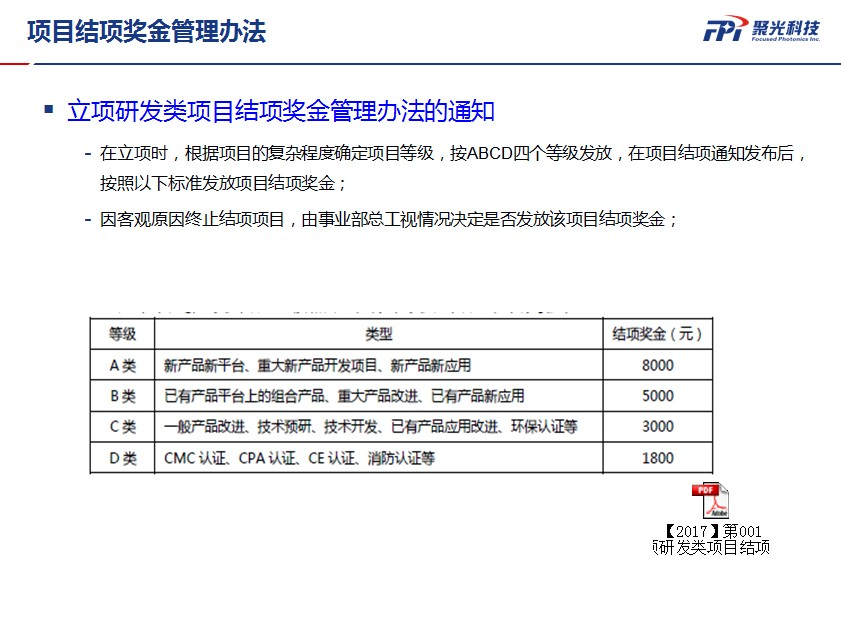 项目结项奖金管理办法
FPI 聚光科技
Focused Photonics Inc.
立项研发类项目结项奖金管理办法的通知
- 在立项时，根据项目的复杂程度确定项目等级，按ABCD四个等级发放，在项目结项通知发布后，
按照以下标准发放项目结项奖金；
- 因客观原因终止结项项目，由事业部总工视情况决定是否发放该项目结项奖金；
等级 类型 结项奖金（元）
A 类 新产品新平台、重大新产品开发项目、新产品新应用 8000
B 类 已有产品平台上的组合产品、重大产品改进、已有产品新应用 5000
C 类 一般产品改进、技术预研、技术开发、已有产品应用改进、环保认证等 3000
D 类 CMC 认证、CPA 认证、CE 认证、消防认证等 1800
PDF
Adobe
【2017】第001
研发类项目结项